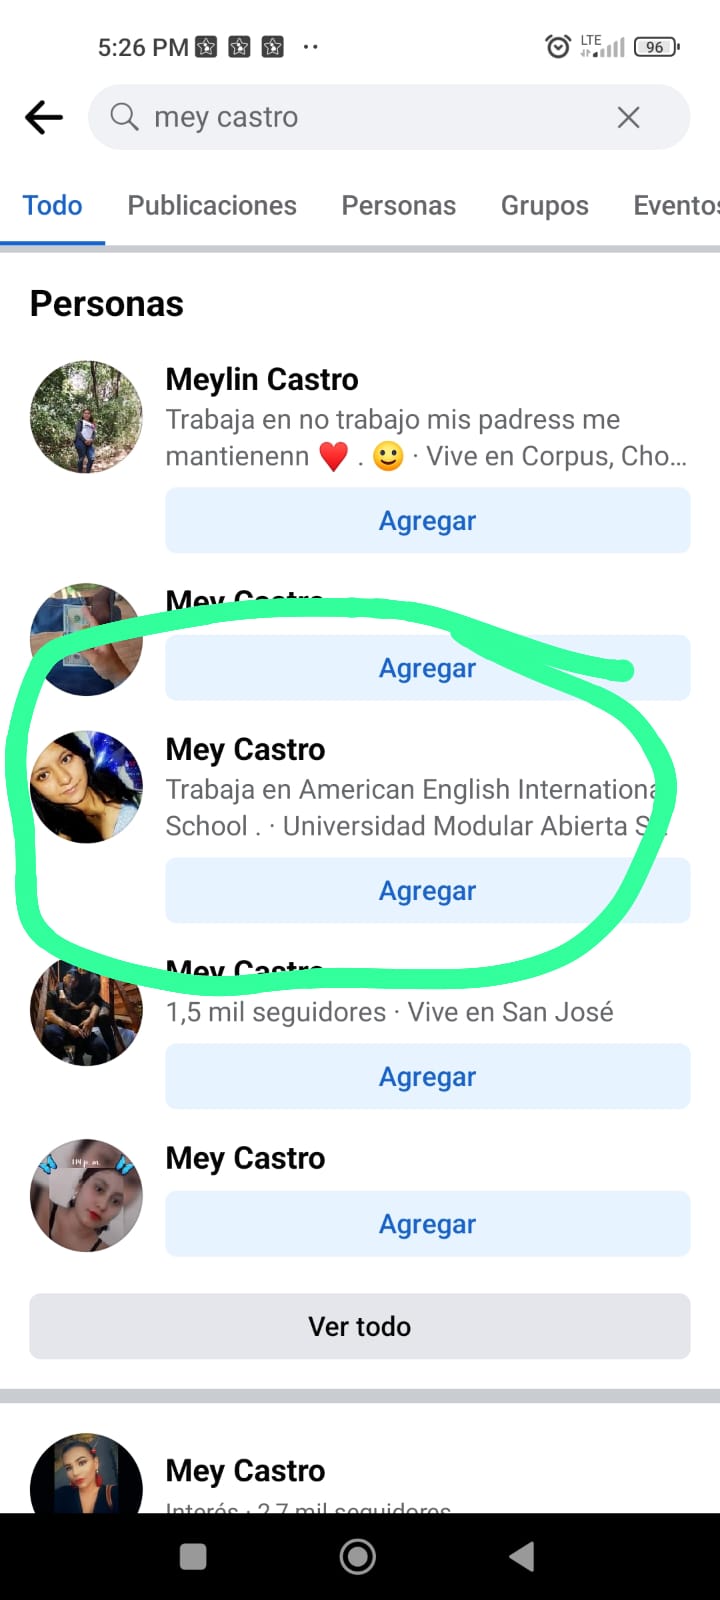 5:26 PM
LTE
96
mey castro
Todo Publicaciones Personas Grupos Eventos
Personas
Meylin Castro
Trabaja en no trabajo mis padress me
mantienenn ❤️ . 🙂 · Vive en Corpus, Cho...
Agregar
Mey Castro
Agregar
Mey Castro
Trabaja en American English Internationa
School . · Universidad Modular Abierta S
Agregar
Mey Castro
1,5 mil seguidores · Vive en San José
Agregar
Mey Castro
Agregar
Ver todo
Mey Castro
Interés · 2,7 mil seguidores